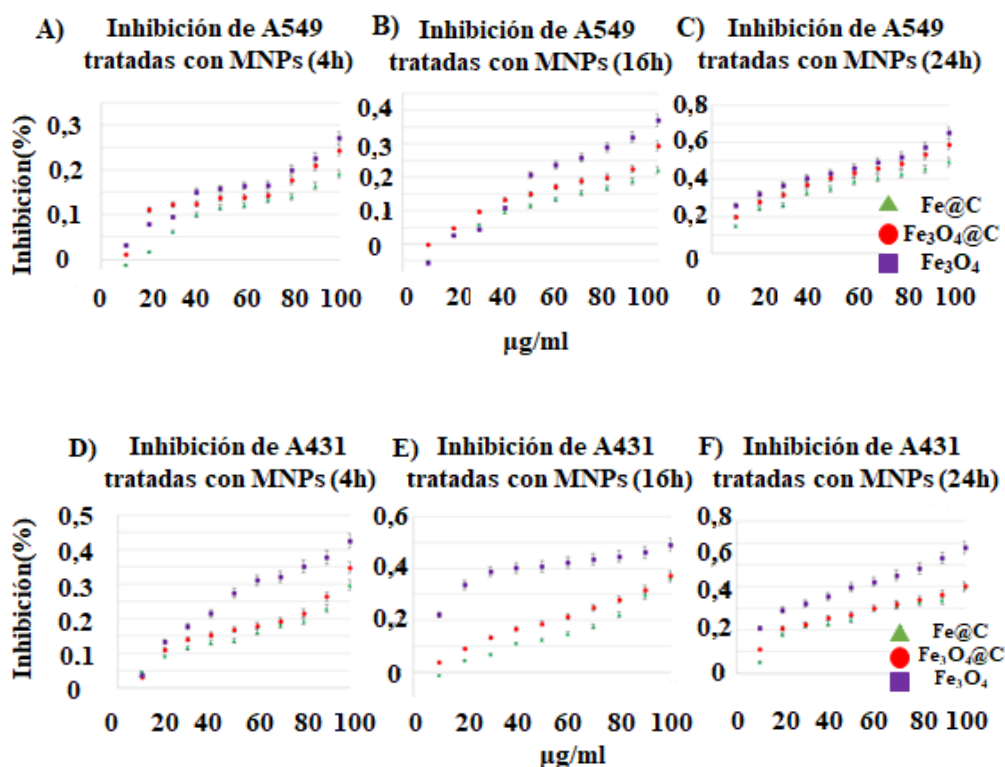 A) Inhibición de A549
tratadas con MNPs (4h)
B) Inhibición de A549
tratadas con MNPs (16h)
C) Inhibición de A549
tratadas con MNPs (24h)
Inhibición(%)
0,3
0,2
0,1
0
0 20 40 60 80 100
0,4
0,3
0,2
0,1
0
0 20 40 60 80 100
0,8
0,6
0,4
0,2
0
0 20 40 60 80 100
Fe@C
Fe₃O₄@C
Fe₃O₄
µg/ml
D) Inhibición de A431
tratadas con MNPs (4h)
E) Inhibición de A431
tratadas con MNPs (16h)
F) Inhibición de A431
tratadas con MNPs (24h)
Inhibición(%)
0,5
0,4
0,3
0,2
0.1
0
0 20 40 60 80 100
0,6
0,4
0,2
0
0 20 40 60 80 100
0,8
0,6
0,4
0,2
0
0 20 40 60 80 100
Fe@C
Fe₃O₄@C
Fe₃O₄
µg/ml